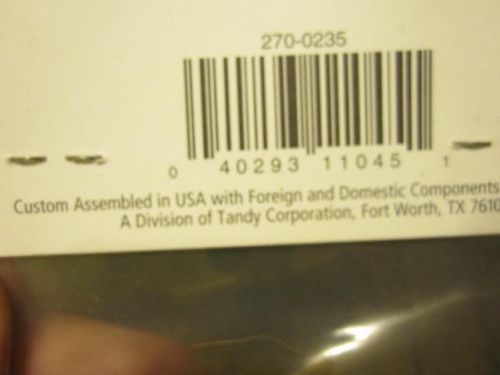 270-0235
0 40293 11045 1
Custom Assembled in USA with Foreign and Domestic Components
A Division of Tandy Corporation, Fort Worth, TX 7610